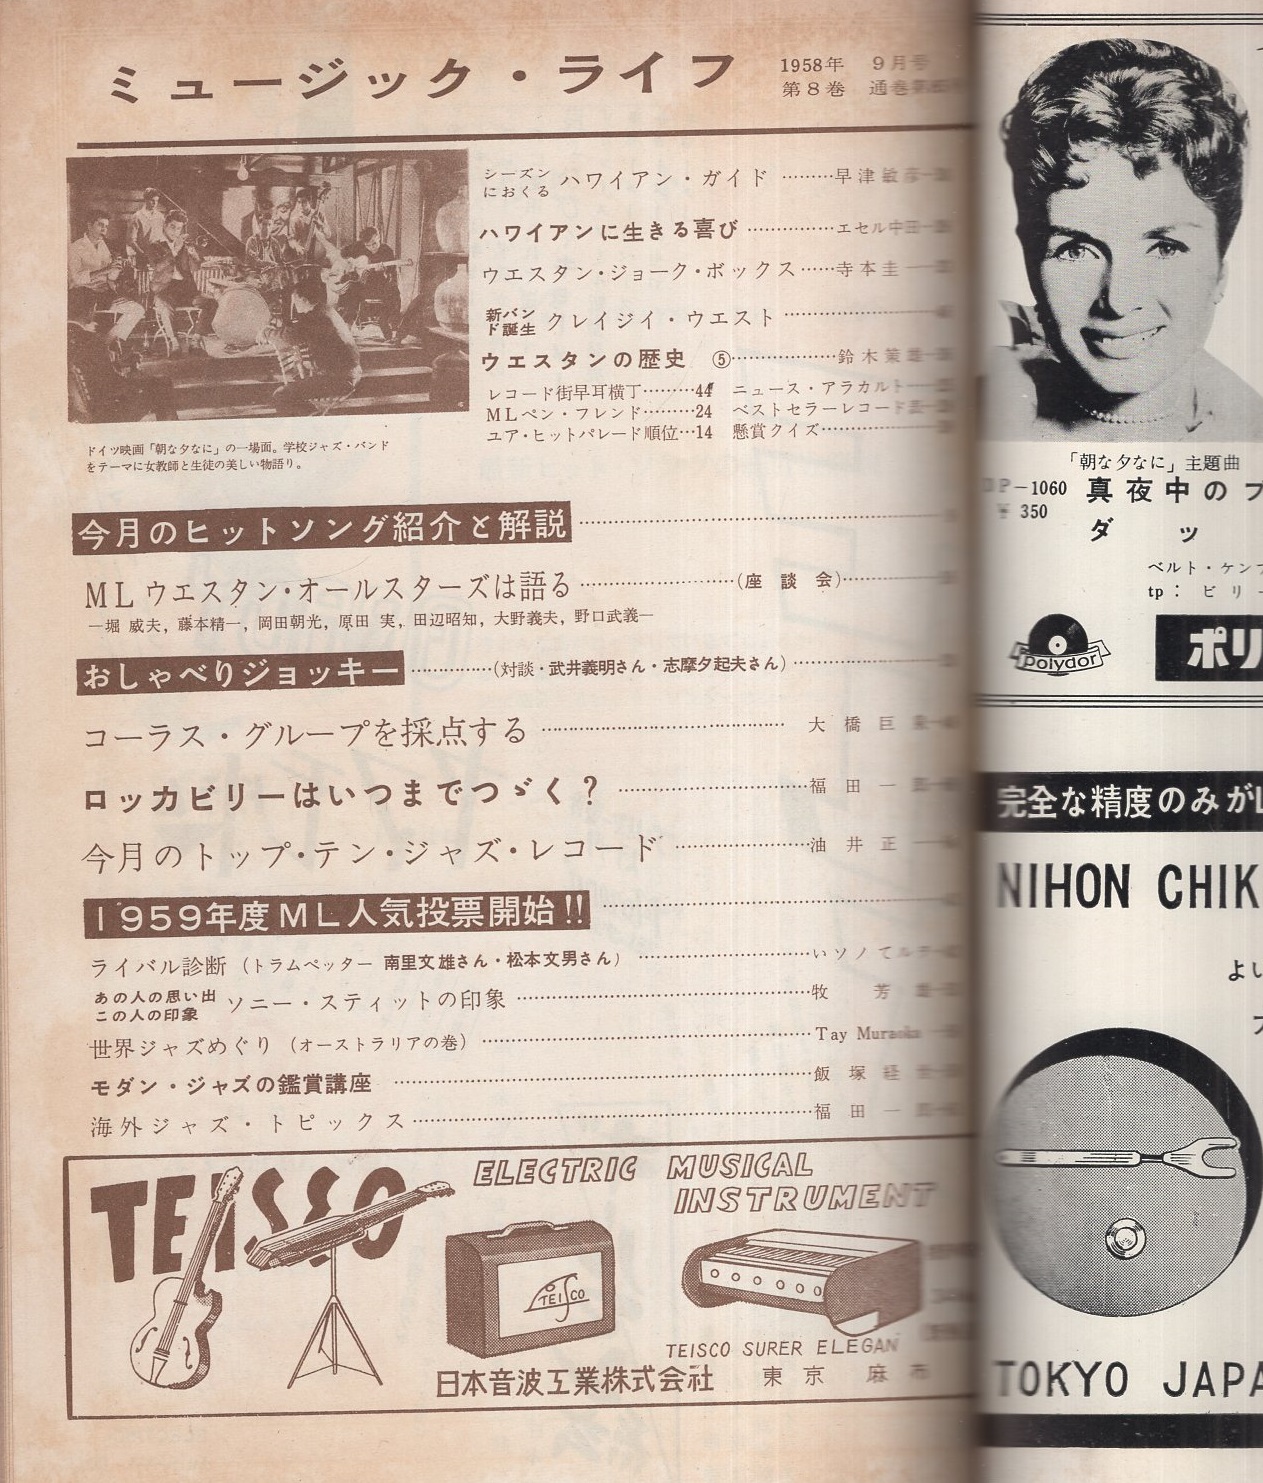 ミュージック・ライフ
1958年 9月号
第8巻 通巻第
シーズンにおくる ハワイアン・ガイド ………早津敏彦
ハワイアンに生きる喜び ……………エセル中田
ウエスタン・ジョーク・ボックス……寺本圭一
新バンド誕生 クレイジイ・ウエスト ……………
ウエスタンの歴史 ⑤………………鈴木策雄
レコード街早耳横丁………44 ニュース・アラカルト
MLペン・フレンド………24 ベストセラーレコード表
ユア・ヒットパレード順位…14 懸賞クイズ
ドイツ映画「朝な夕なに」の一場面。学校ジャズ・バンド
をテーマに女教師と生徒の美しい物語り。
今月のヒットソング紹介と解説
MLウエスタン・オールスターズは語る ……………(座談会)
―堀 威夫, 藤本精一, 岡田朝光, 原田 実, 田辺昭知, 大野義夫, 野口武義―
おしゃべりジョッキー …………(対談・武井義明さん・志摩夕起夫さん)
コーラス・グループを採点する ……………… 大橋巨泉
ロッカビリーはいつまでつゞく? ………………福田一郎
今月のトップ・テン・ジャズ・レコード ……………油井正一
1959年度ML人気投票開始!!
ライバル診断 (トラムペッター 南里文雄さん・松本文男さん) ………………いソノてルヲ
あの人の思い出この人の印象 ソニー・スティットの印象 ………………牧 芳雄
世界ジャズめぐり (オーストラリアの巻) ………………Tay Muraoka
モダン・ジャズの鑑賞講座 ………………飯塚経世
海外ジャズ・トピックス………………福田一郎
TEISCO
ELECTRIC MUSICAL
INSTRUMENT
TEISCO
TEISCO SURER ELEGAN
日本音波工業株式会社 東京 麻布
「朝な夕なに」主題曲
DP-1060 真夜中のブ
¥350
ダッ
ベルト・ケンプ
tp: ビリー
polydor
ポリ
完全な精度のみが
NIHON CHIK
よい
TOKYO JAPA